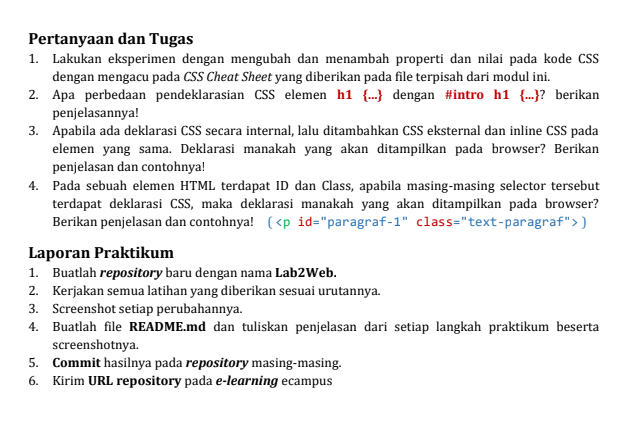 Pertanyaan dan Tugas
1. Lakukan eksperimen dengan mengubah dan menambah properti dan nilai pada kode CSS
dengan mengacu pada CSS Cheat Sheet yang diberikan pada file terpisah dari modul ini.
2. Apa perbedaan pendeklarasian CSS elemen h1 {...} dengan #intro h1 {...}? berikan
penjelasannya!
3. Apabila ada deklarasi CSS secara internal, lalu ditambahkan CSS eksternal dan inline CSS pada
elemen yang sama. Deklarasi manakah yang akan ditampilkan pada browser? Berikan
penjelasan dan contohnya!
4. Pada sebuah elemen HTML terdapat ID dan Class, apabila masing-masing selector tersebut
terdapat deklarasi CSS, maka deklarasi manakah yang akan ditampilkan pada browser?
Berikan penjelasan dan contohnya! (<p id="paragraf-1" class="text-paragraf">)
Laporan Praktikum
1. Buatlah repository baru dengan nama Lab2Web.
2. Kerjakan semua latihan yang diberikan sesuai urutannya.
3. Screenshot setiap perubahannya.
4. Buatlah file README.md dan tuliskan penjelasan dari setiap langkah praktikum beserta
screenshotnya.
5. Commit hasilnya pada repository masing-masing.
6. Kirim URL repository pada e-learning ecampus